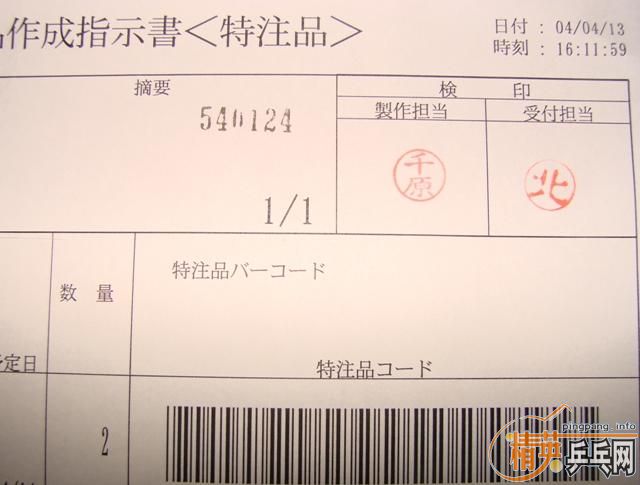 作成指示書<特注品>
日付 : 04/04/13
時刻 : 16:11:59
摘要
検 印
製作担当
受付担当
540124
千原
北
1/1
特注品バーコード
数 量
定日
特注品コード
2
pingpang.info
精英乒乓网